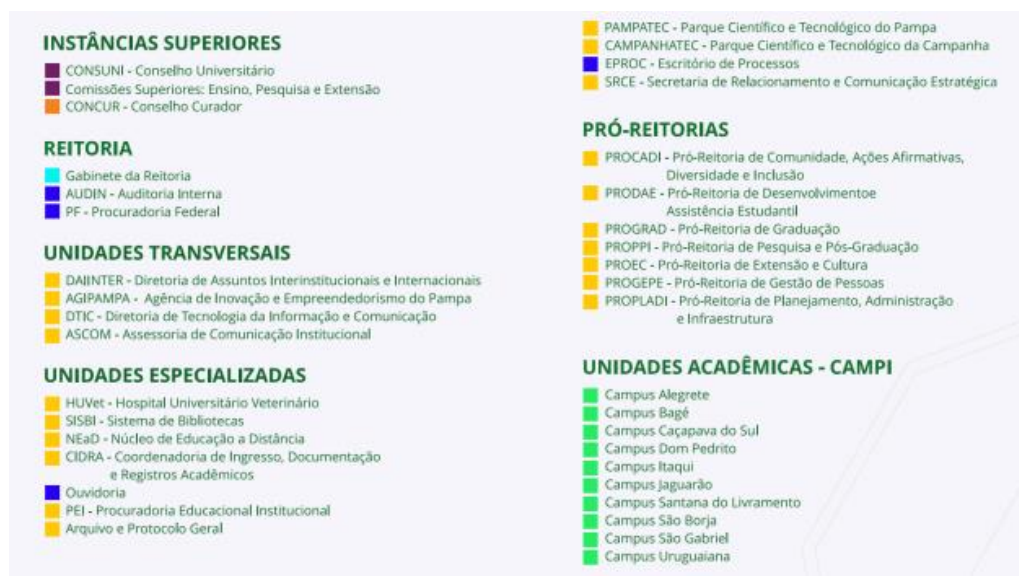 INSTÂNCIAS SUPERIORES
CONSUNI - Conselho Universitário
Comissões Superiores: Ensino, Pesquisa e Extensão
CONCUR - Conselho Curador
REITORIA
Gabinete da Reitoria
AUDIN - Auditoria Interna
PF - Procuradoria Federal
UNIDADES TRANSVERSAIS
DAIINTER - Diretoria de Assuntos Interinstitucionais e Internacionais
AGIPAMPA - Agência de Inovação e Empreendedorismo do Pampa
DTIC - Diretoria de Tecnologia da Informação e Comunicação
ASCOM - Assessoria de Comunicação Institucional
UNIDADES ESPECIALIZADAS
HUVet - Hospital Universitário Veterinário
SISBI - Sistema de Bibliotecas
NEaD - Núcleo de Educação a Distância
CIDRA - Coordenadoria de Ingresso, Documentação
e Registros Acadêmicos
Ouvidoria
PEI - Procuradoria Educacional Institucional
Arquivo e Protocolo Geral
PAMPATEC - Parque Científico e Tecnológico do Pampa
CAMPANHATEC - Parque Científico e Tecnológico da Campanha
EPROC - Escritório de Processos
SRCE - Secretaria de Relacionamento e Comunicação Estratégica
PRÓ-REITORIAS
PROCADI - Pró-Reitoria de Comunidade, Ações Afirmativas,
Diversidade e Inclusão
PRODAE - Pró-Reitoria de Desenvolvimentoe
Assistência Estudantil
PROGRAD - Pró-Reitoria de Graduação
PROPPI - Pró-Reitoria de Pesquisa e Pós-Graduação
PROEC - Pró-Reitoria de Extensão e Cultura
PROGEPE - Pró-Reitoria de Gestão de Pessoas
PROPLADI - Pró-Reitoria de Planejamento, Administração
e Infraestrutura
UNIDADES ACADÊMICAS - CAMPI
Campus Alegrete
Campus Bagé
Campus Caçapava do Sul
Campus Dom Pedrito
Campus Itaqui
Campus Jaguarão
Campus Santana do Livramento
Campus São Borja
Campus São Gabriel
Campus Uruguaiana